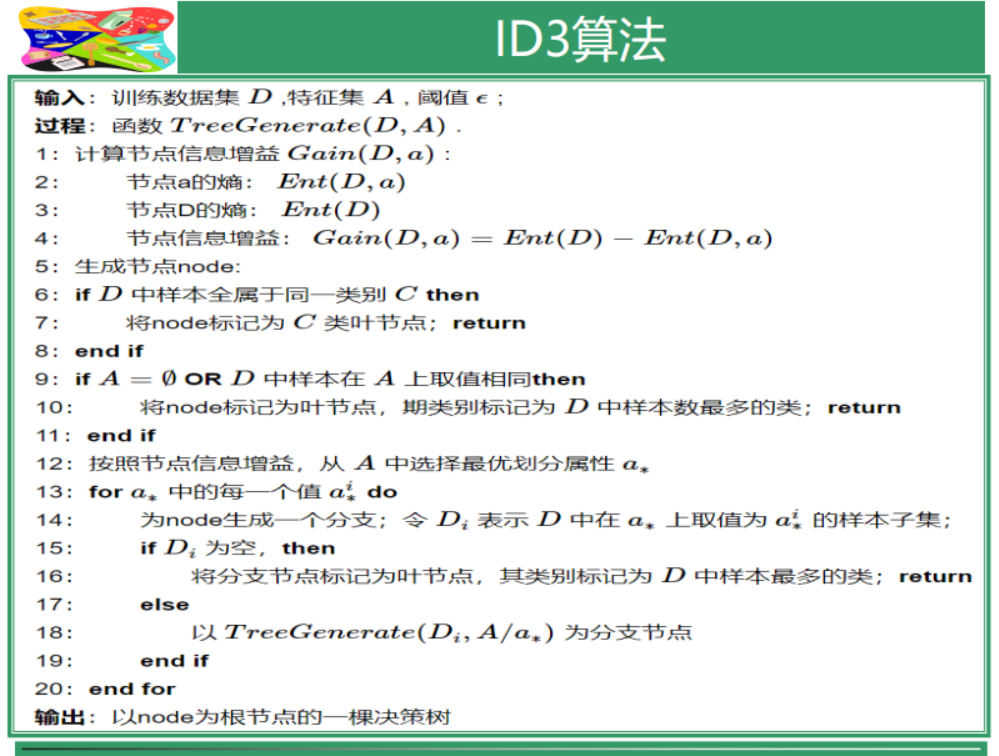 ID3算法
输入：训练数据集 D ,特征集 A , 阈值 ϵ ;
过程：函数 TreeGenerate(D, A) .
1: 计算节点信息增益 Gain(D, a) :
2: 节点a的熵： Ent(D, a)
3: 节点D的熵： Ent(D)
4: 节点信息增益： Gain(D, a) = Ent(D) − Ent(D, a)
5: 生成节点node:
6: if D 中样本全属于同一类别 C then
7: 将node标记为 C 类叶节点；return
8: end if
9: if A = ∅ OR D 中样本在 A 上取值相同then
10: 将node标记为叶节点，期类别标记为 D 中样本数最多的类；return
11: end if
12: 按照节点信息增益，从 A 中选择最优划分属性 a_*
13: for a_* 中的每一个值 a_*^i do
14: 为node生成一个分支；令 D_i 表示 D 中在 a_* 上取值为 a_*^i 的样本子集；
15: if D_i 为空，then
16: 将分支节点标记为叶节点，其类别标记为 D 中样本最多的类；return
17: else
18: 以 TreeGenerate(D_i, A/a_*) 为分支节点
19: end if
20: end for
输出：以node为根节点的一棵决策树